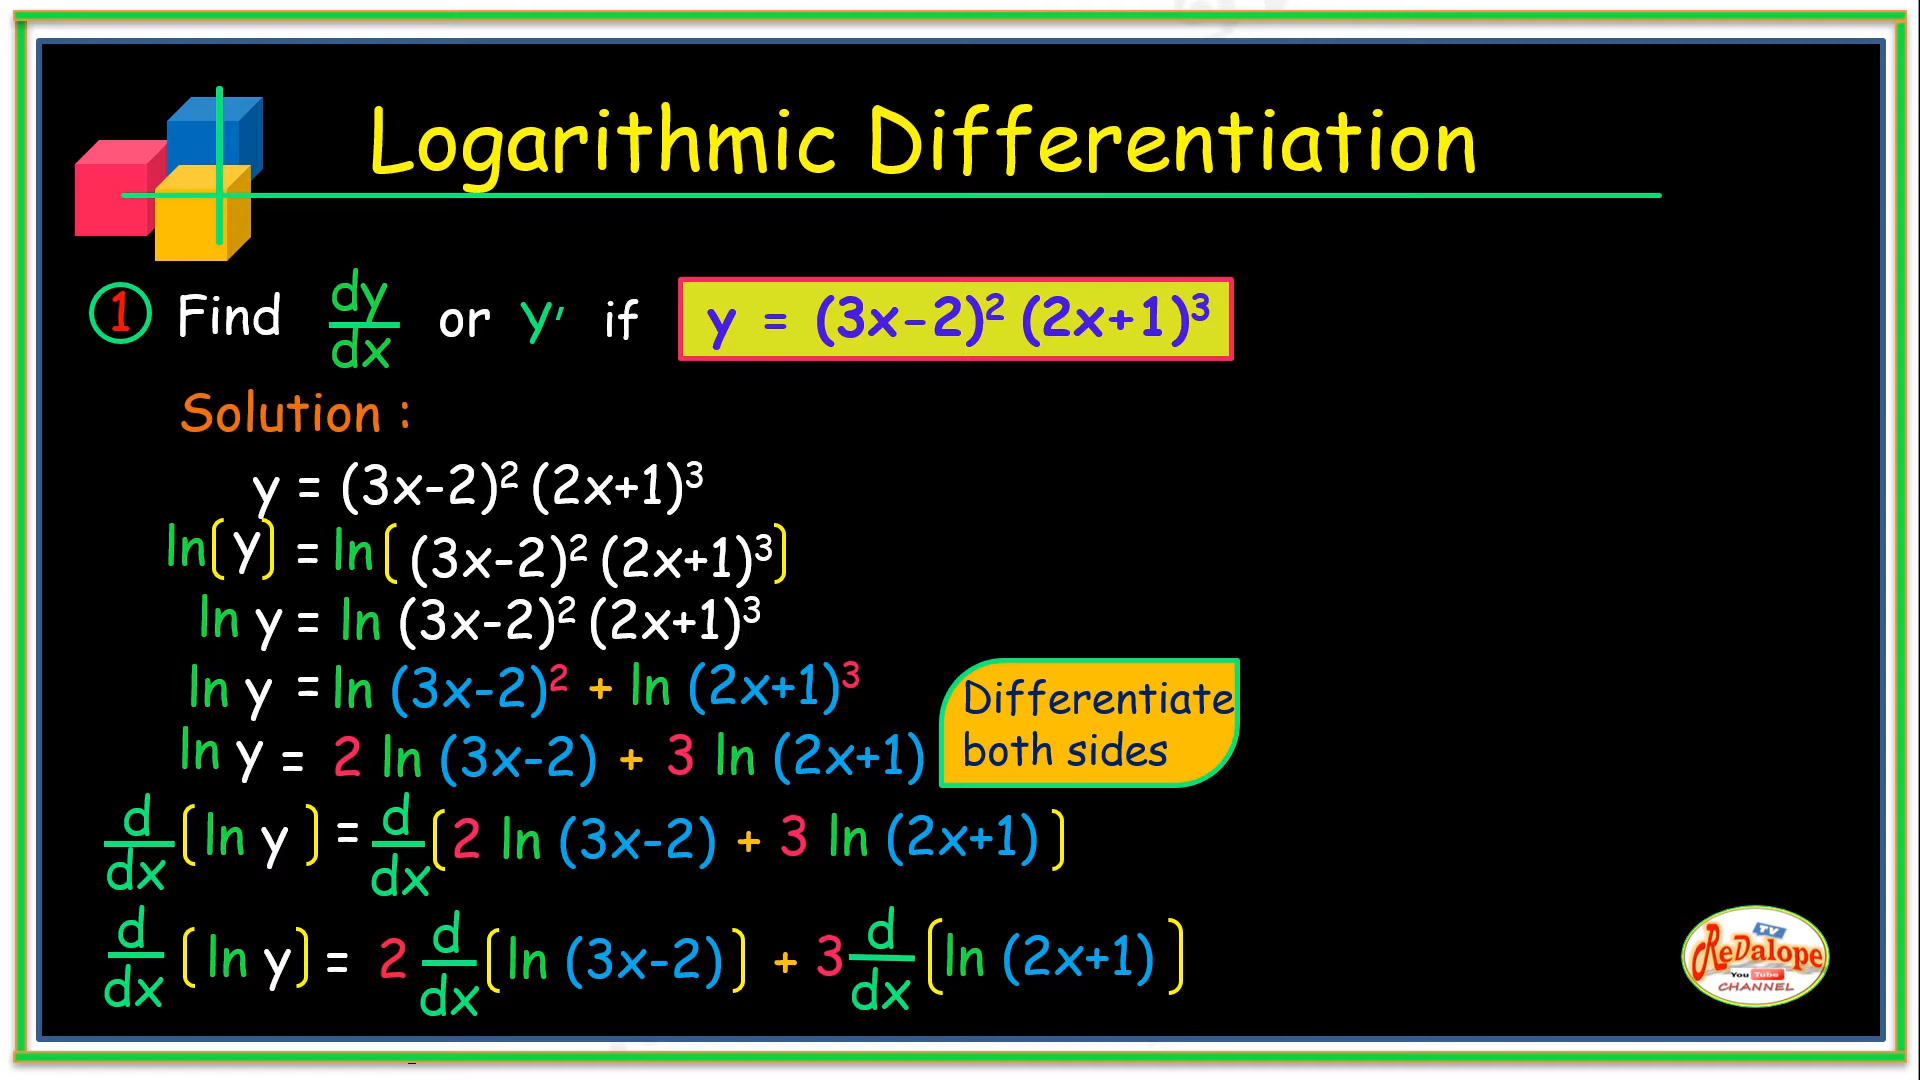 Logarithmic Differentiation
1 Find dy/dx or y' if y = (3x-2)² (2x+1)³
Solution :
y = (3x-2)² (2x+1)³
ln(y) = ln( (3x-2)² (2x+1)³)
ln y = ln (3x-2)² (2x+1)³
ln y = ln (3x-2)² + ln (2x+1)³
ln y = 2 ln (3x-2) + 3 ln (2x+1)
Differentiate
both sides
d/dx (ln y) = d/dx (2 ln (3x-2) + 3 ln (2x+1) )
d/dx (ln y) = 2 d/dx (ln (3x-2)) + 3 d/dx (ln (2x+1) )
TV
ReDalope
You Tube
CHANNEL